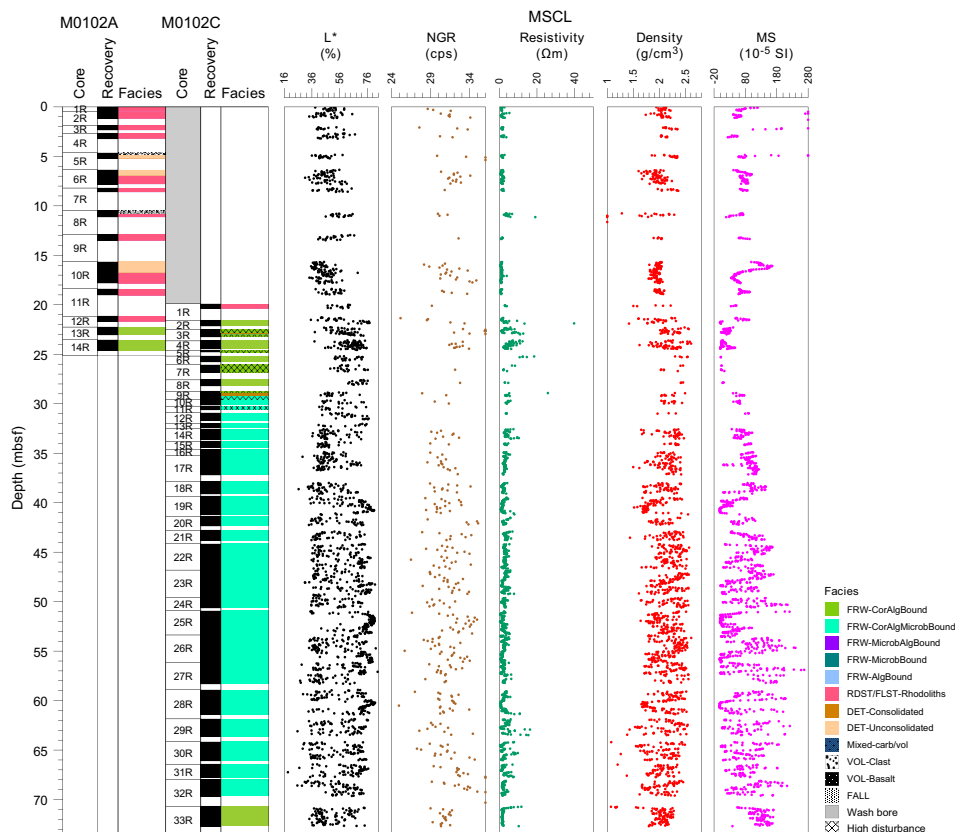 MSCL
M0102A M0102C
L* NGR Resistivity Density MS
(%) (cps) (Ωm) (g/cm³) (10⁻⁵ SI)
Core Recovery Facies Core Recovery Facies
16 36 56 76 24 29 34 0 20 40 1 1.5 2 2.5 -20 80 180 280
Depth (mbsf)
0
5
10
15
20
25
30
35
40
45
50
55
60
65
70
1R
2R
3R
4R
5R
6R
7R
8R
9R
10R
11R
12R
13R
14R
1R
2R
3R
4R
5R
6R
7R
8R
9R
10R
11R
12R
13R
14R
15R
16R
17R
18R
19R
20R
21R
22R
23R
24R
25R
26R
27R
28R
29R
30R
31R
32R
33R
Facies
FRW-CorAlgBound
FRW-CorAlgMicrobBound
FRW-MicrobAlgBound
FRW-MicrobBound
FRW-AlgBound
RDST/FLST-Rhodoliths
DET-Consolidated
DET-Unconsolidated
Mixed-carb/vol
VOL-Clast
VOL-Basalt
FALL
Wash bore
High disturbance